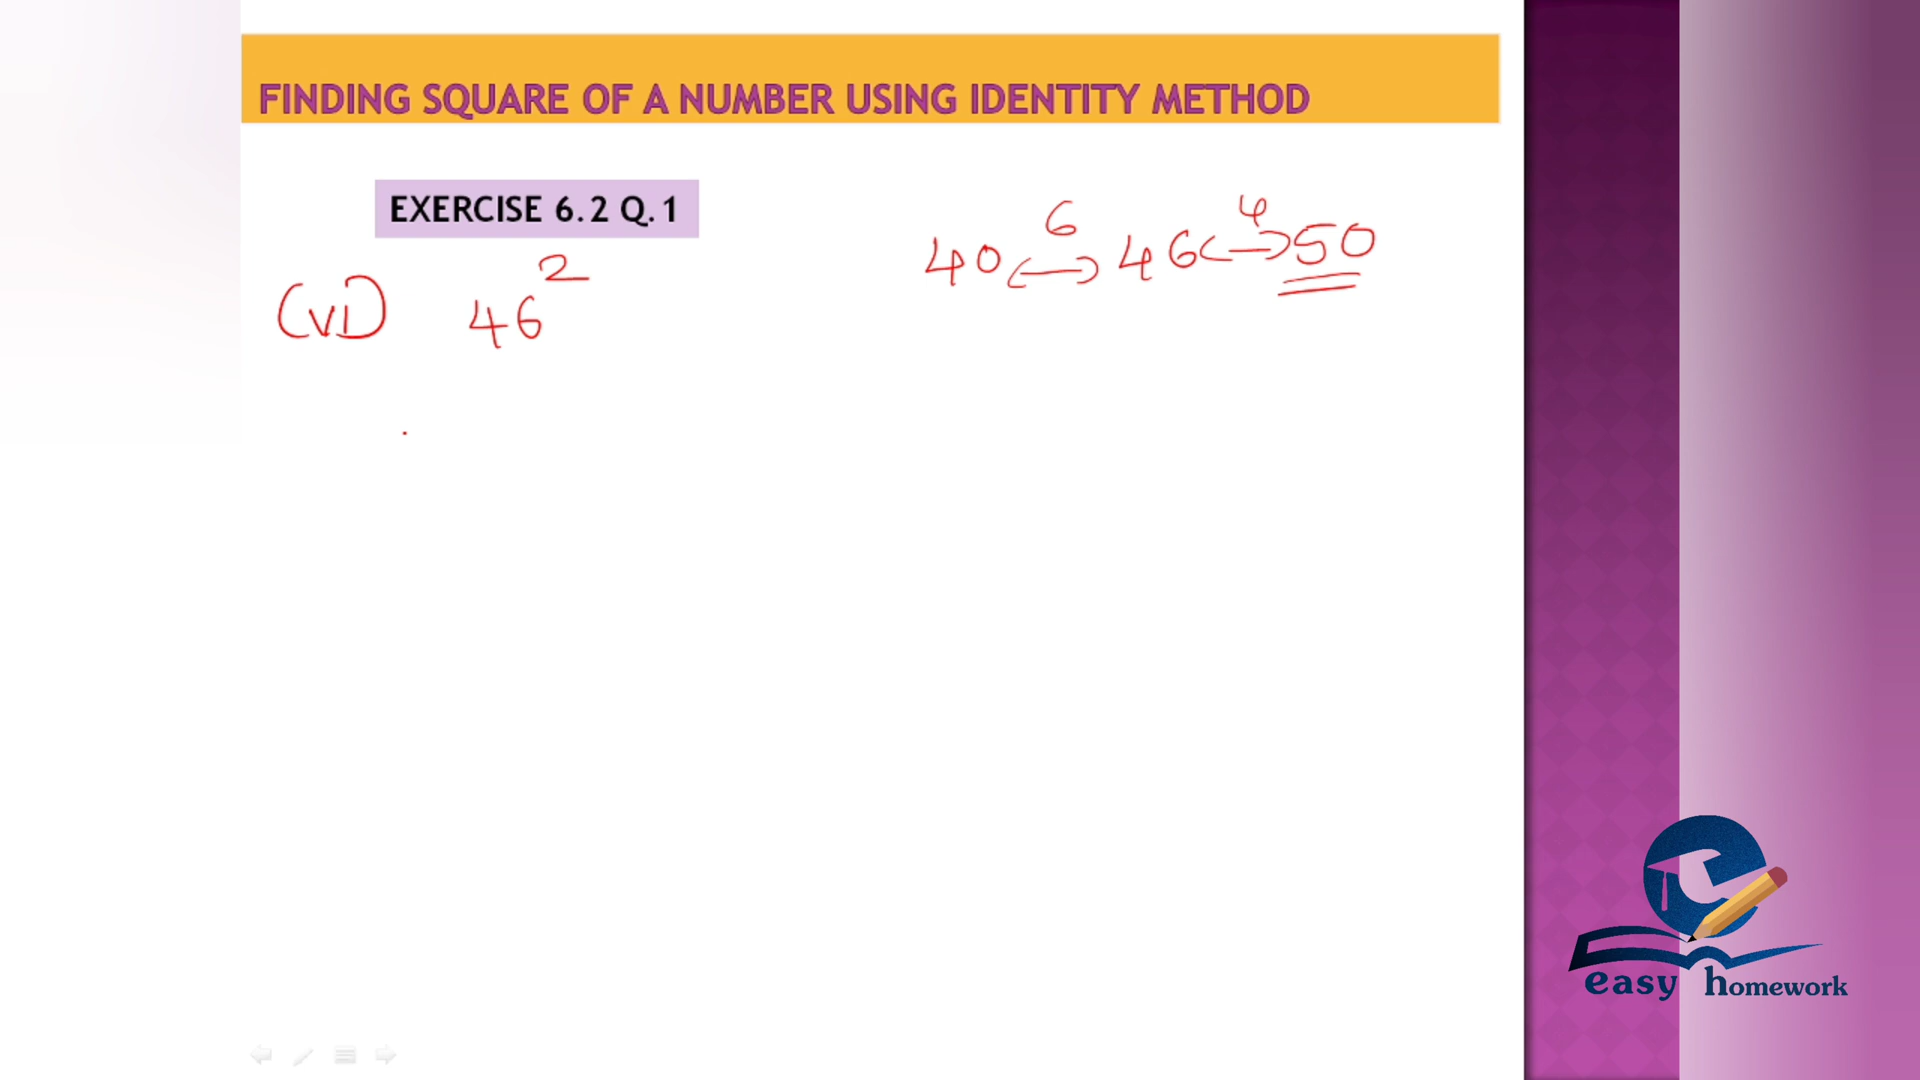 FINDING SQUARE OF A NUMBER USING IDENTITY METHOD
EXERCISE 6.2 Q.1
(VI) 46²
40 ⟷ 6 46 ⟷ 4 50
easy homework